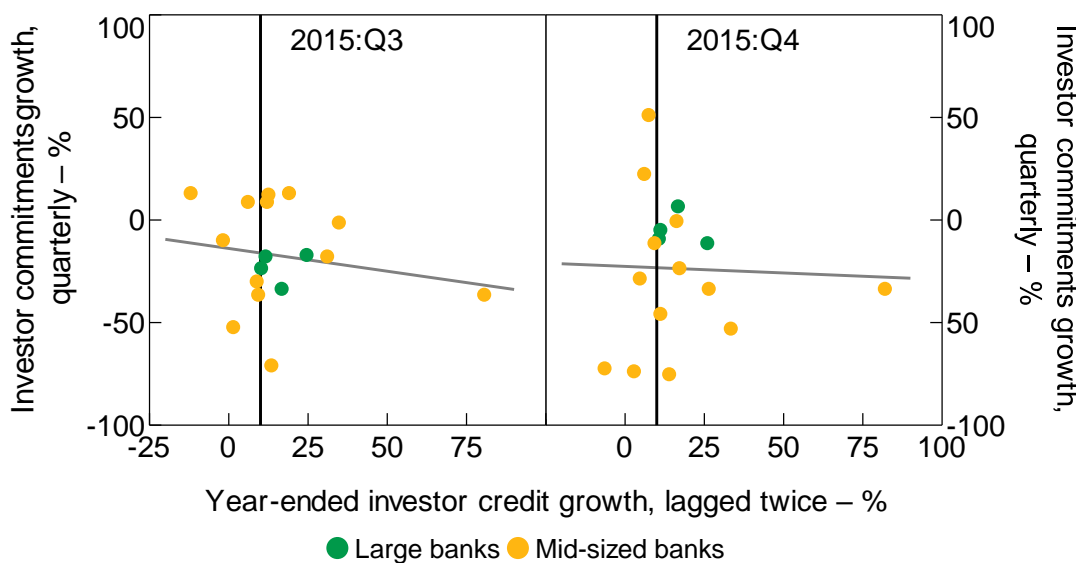 2015:Q3
2015:Q4
Investor commitmentsgrowth,
quarterly – %
100
50
0
-50
-100
-25
0
25
50
75
0
25
50
75
100
100
50
0
-50
-100
Investor commitments growth,
quarterly – %
Year-ended investor credit growth, lagged twice – %
Large banks
Mid-sized banks